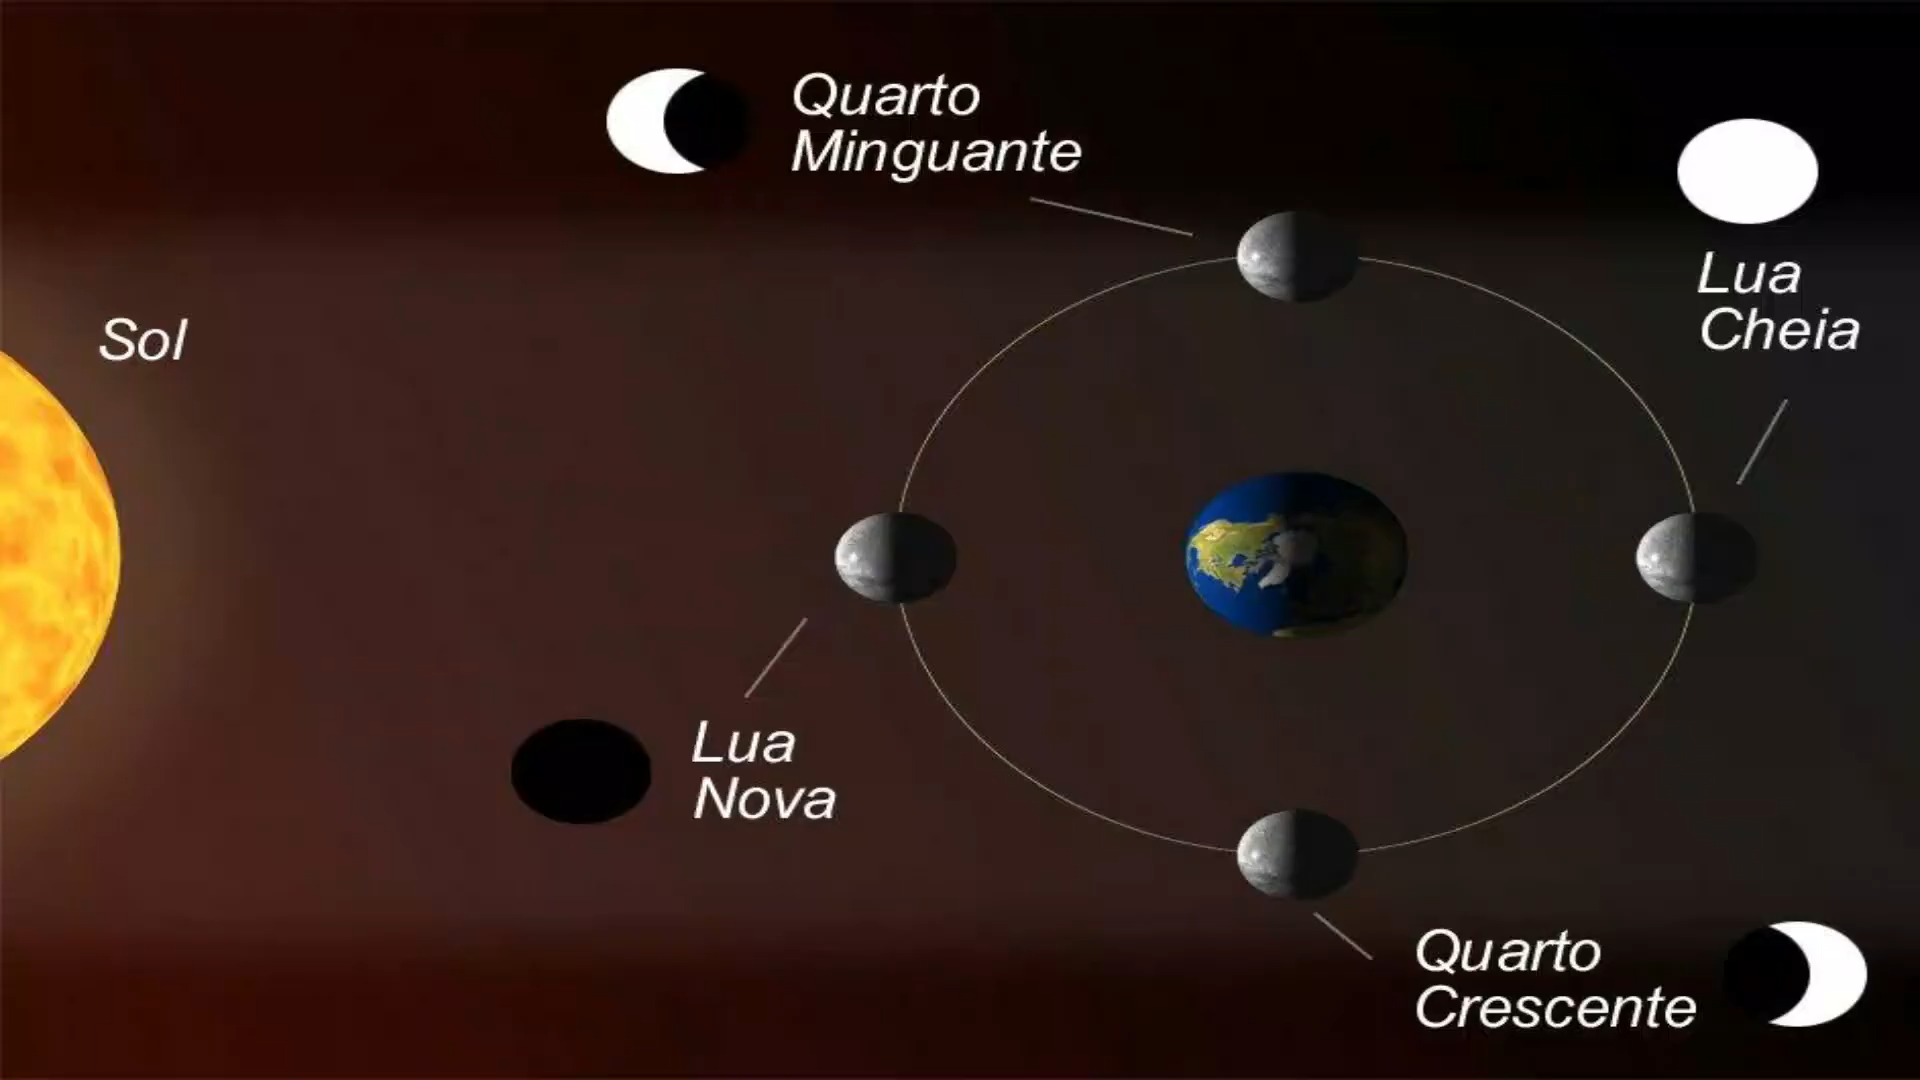 Quarto
Minguante
Lua
Cheia
Sol
Lua
Nova
Quarto
Crescente